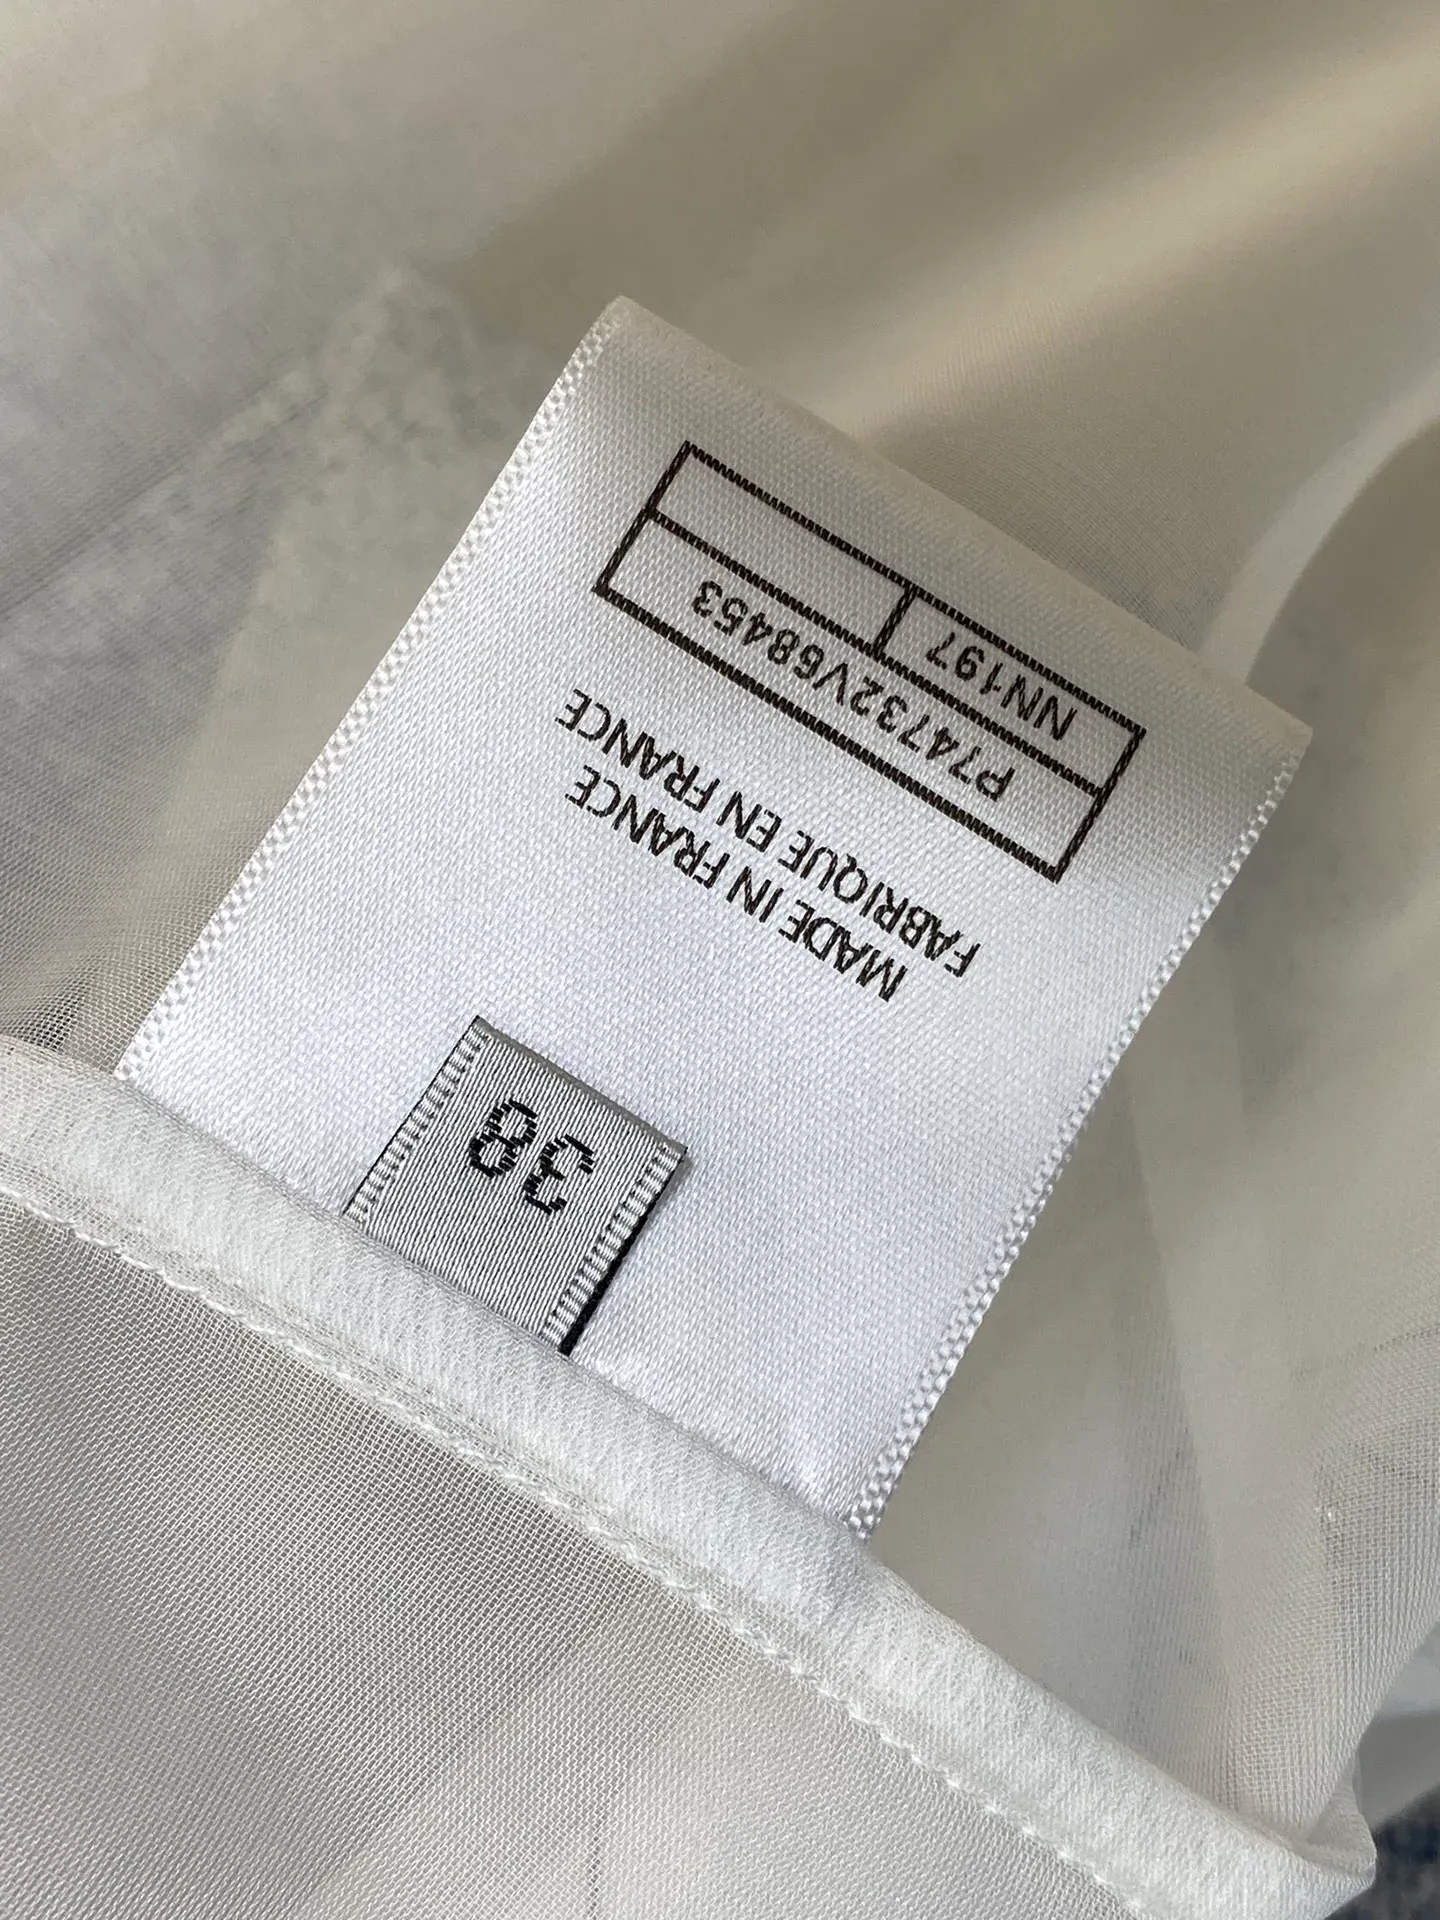 38
MADE IN FRANCE
FABRIQUE EN FRANCE
P74732V68453
NN197